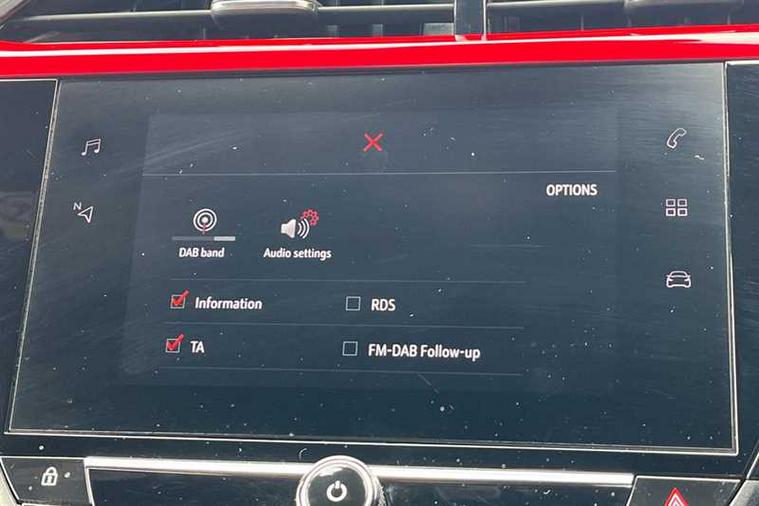 OPTIONS
DAB band
Audio settings
Information
RDS
TA
FM-DAB Follow-up
N